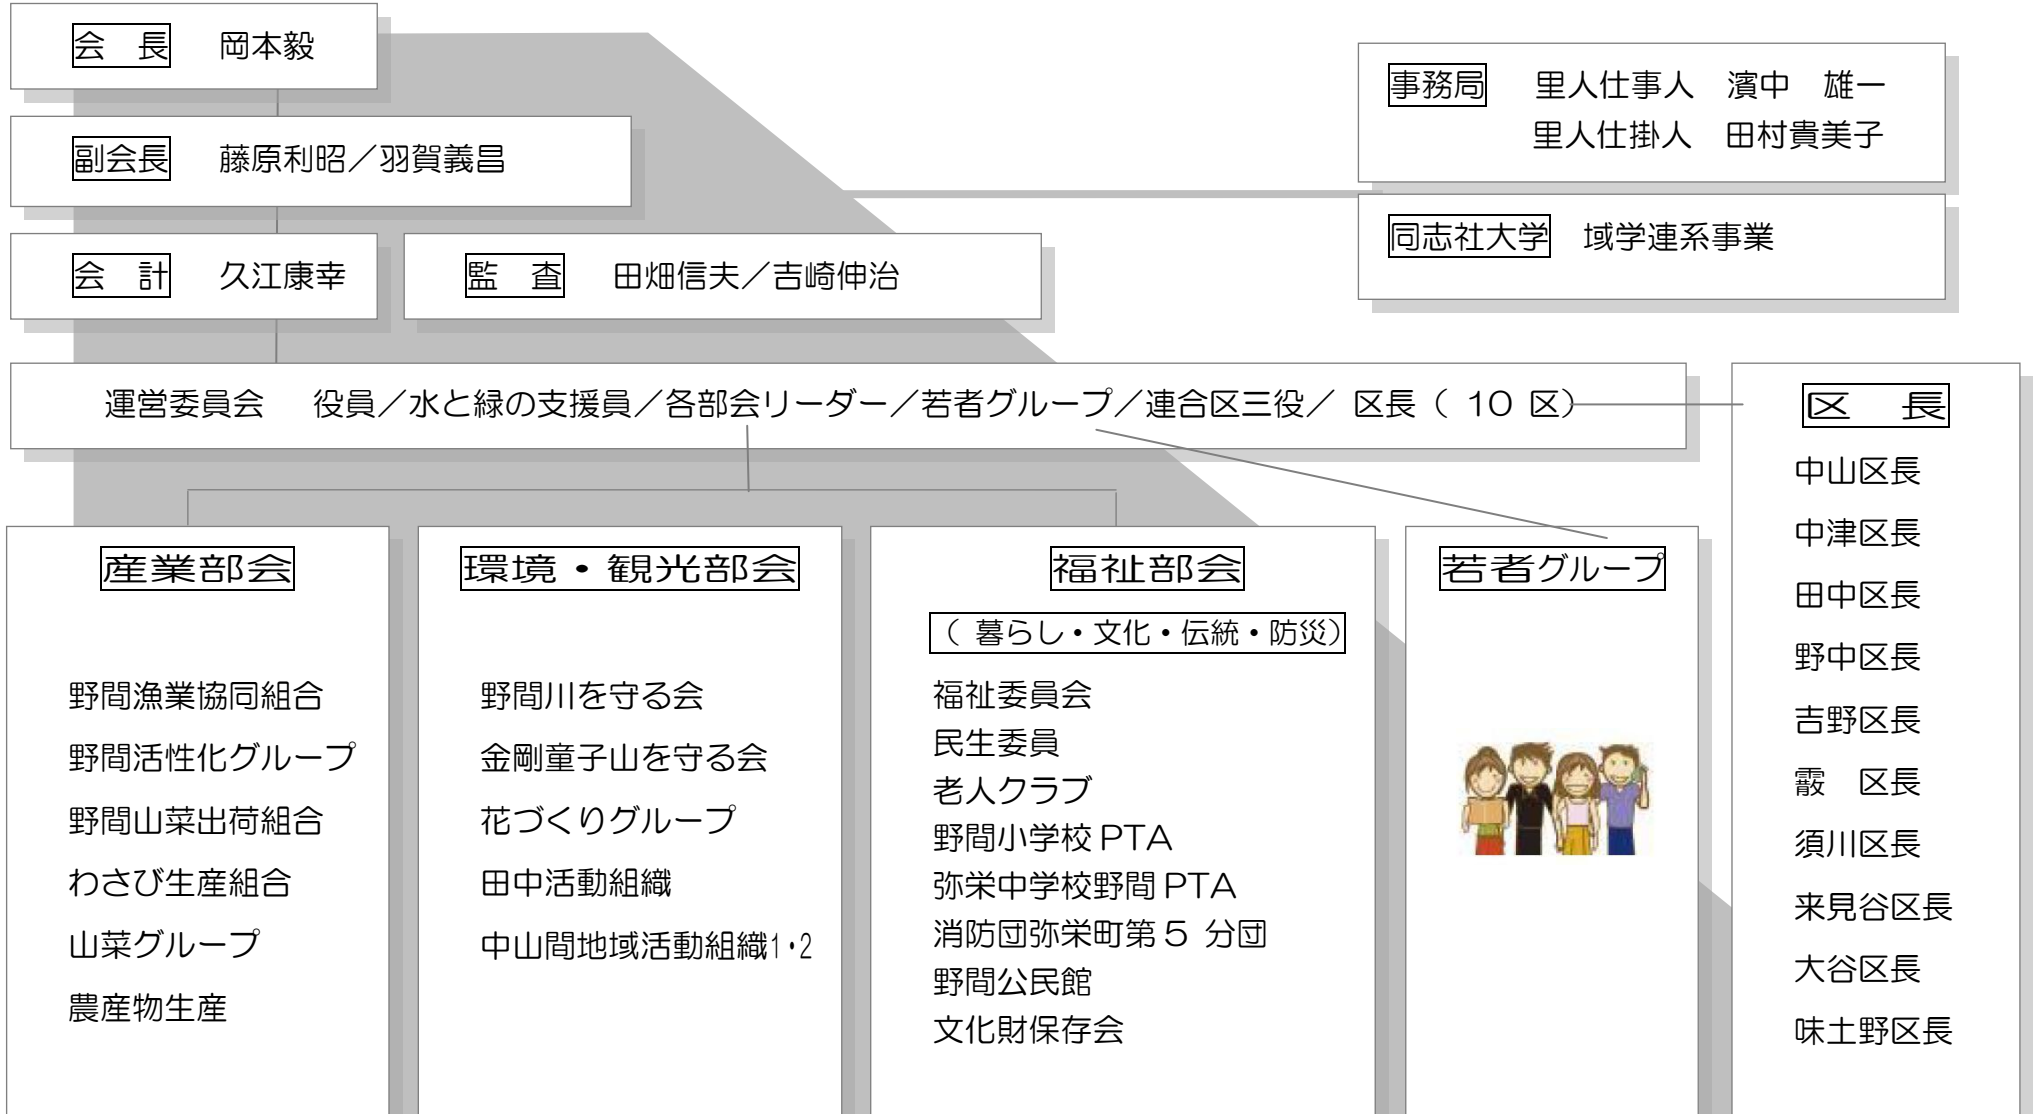 会　長　岡本毅
副会長　藤原利昭／羽賀義昌
会　計　久江康幸
監　査　田畑信夫／吉崎伸治
事務局　里人仕事人　濱中　雄一
里人仕掛人　田村貴美子
同志社大学　域学連系事業
運営委員会　役員／水と緑の支援員／各部会リーダー／若者グループ／連合区三役／ 区長（ 10 区）
産業部会
野間漁業協同組合
野間活性化グループ
野間山菜出荷組合
わさび生産組合
山菜グループ
農産物生産
環境・観光部会
野間川を守る会
金剛童子山を守る会
花づくりグループ
田中活動組織
中山間地域活動組織1・2
福祉部会
（ 暮らし・文化・伝統・防災）
福祉委員会
民生委員
老人クラブ
野間小学校 PTA
弥栄中学校野間 PTA
消防団弥栄町第５ 分団
野間公民館
文化財保存会
若者グループ
区　長
中山区長
中津区長
田中区長
野中区長
吉野区長
霰　区長
須川区長
来見谷区長
大谷区長
味土野区長